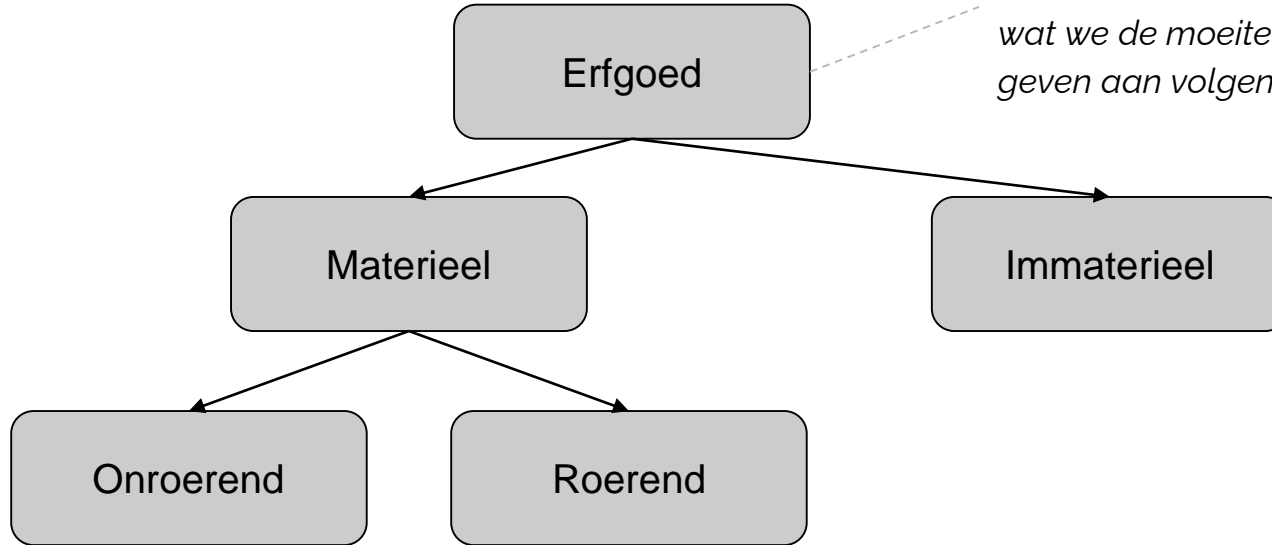 wat we de moeite
geven aan volgen
Erfgoed
Materieel
Immaterieel
Onroerend
Roerend